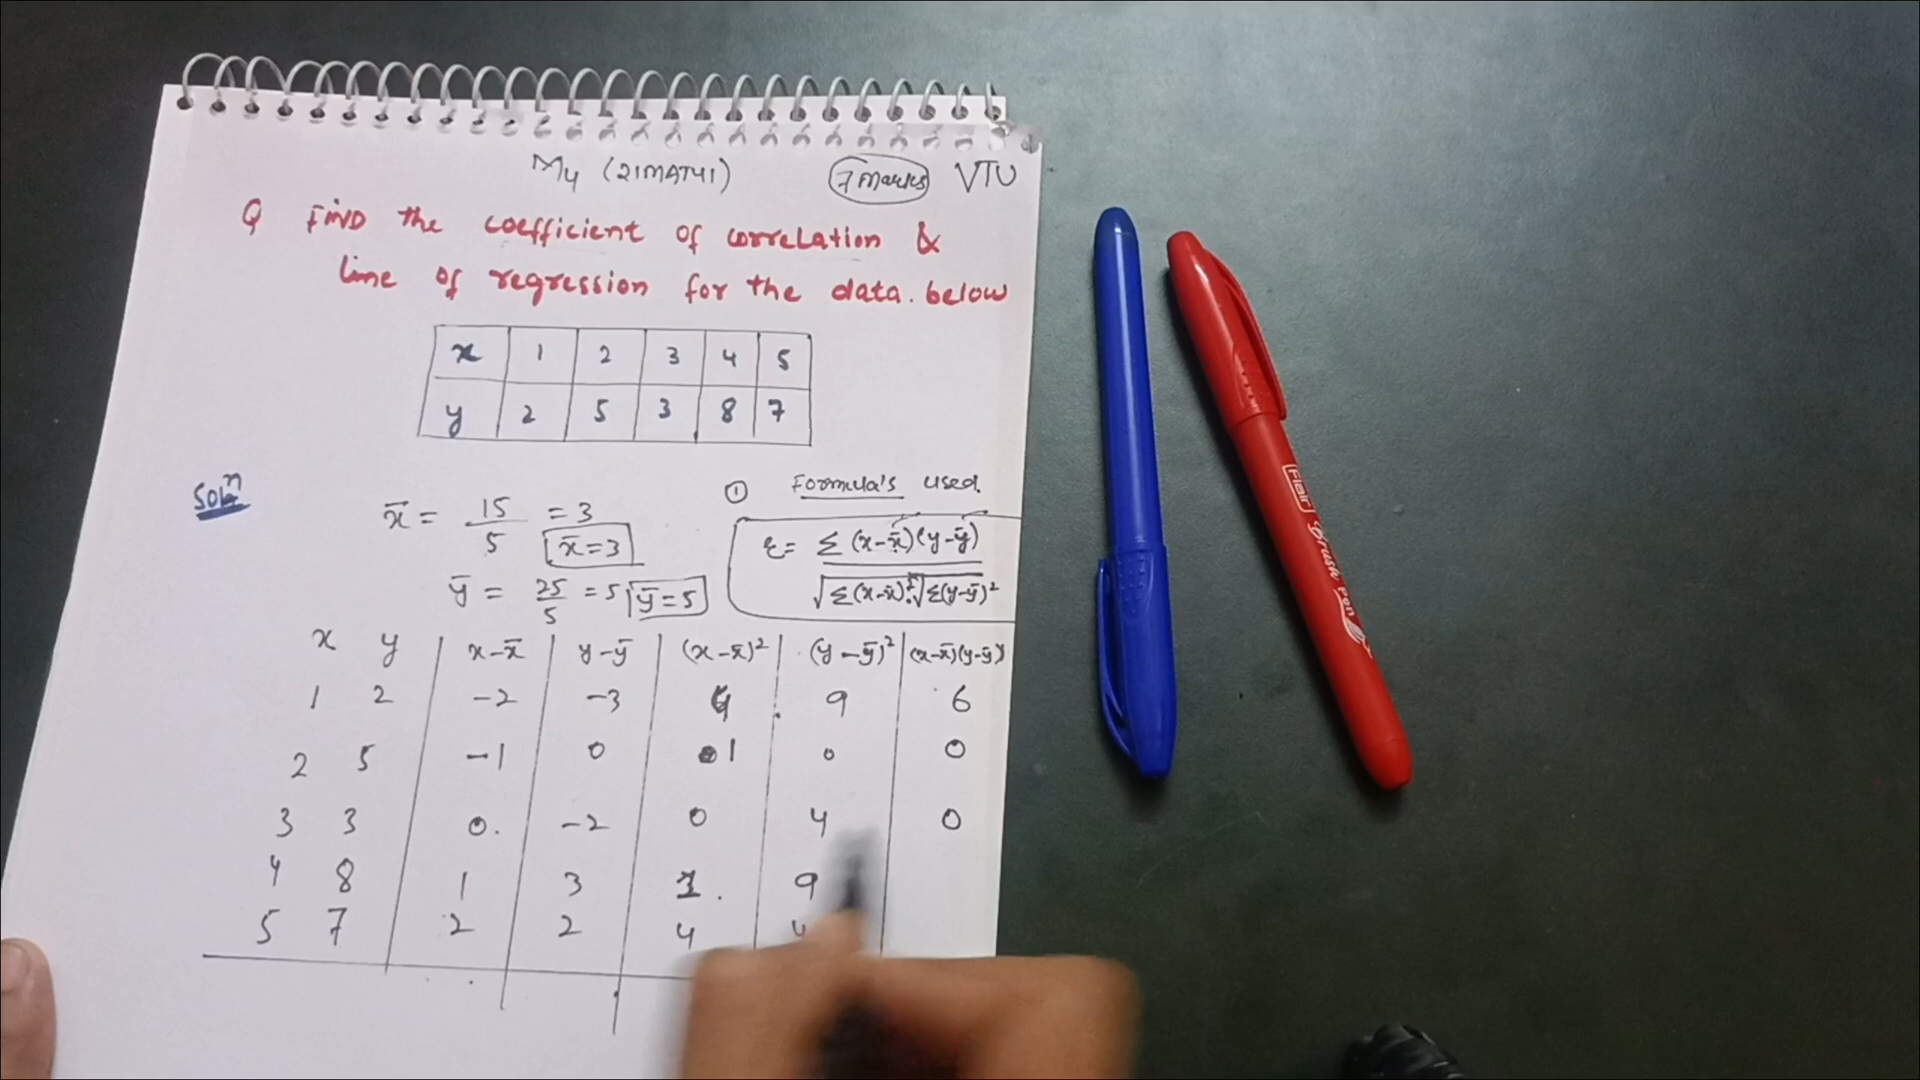 M4 (21MAT41) 7 Marks VTU
Q FIND the coefficient of correlation &
line of regression for the data. below
x 1 2 3 4 5
y 2 5 3 8 7
Soln
① Formula's used
x̄ = 15/5 = 3
x̄=3
r = Σ(x-x̄)(y-ȳ) / √Σ(x-x̄)² √Σ(y-ȳ)²
ȳ = 25/5 = 5 ȳ=5
x y x-x̄ y-ȳ (x-x̄)² (y-ȳ)² (x-x̄)(y-ȳ)
1 2 -2 -3 4 9 6
2 5 -1 0 1 0 0
3 3 0 -2 0 4 0
4 8 1 3 1 9
5 7 2 2 4 4
Flair Brush Pen